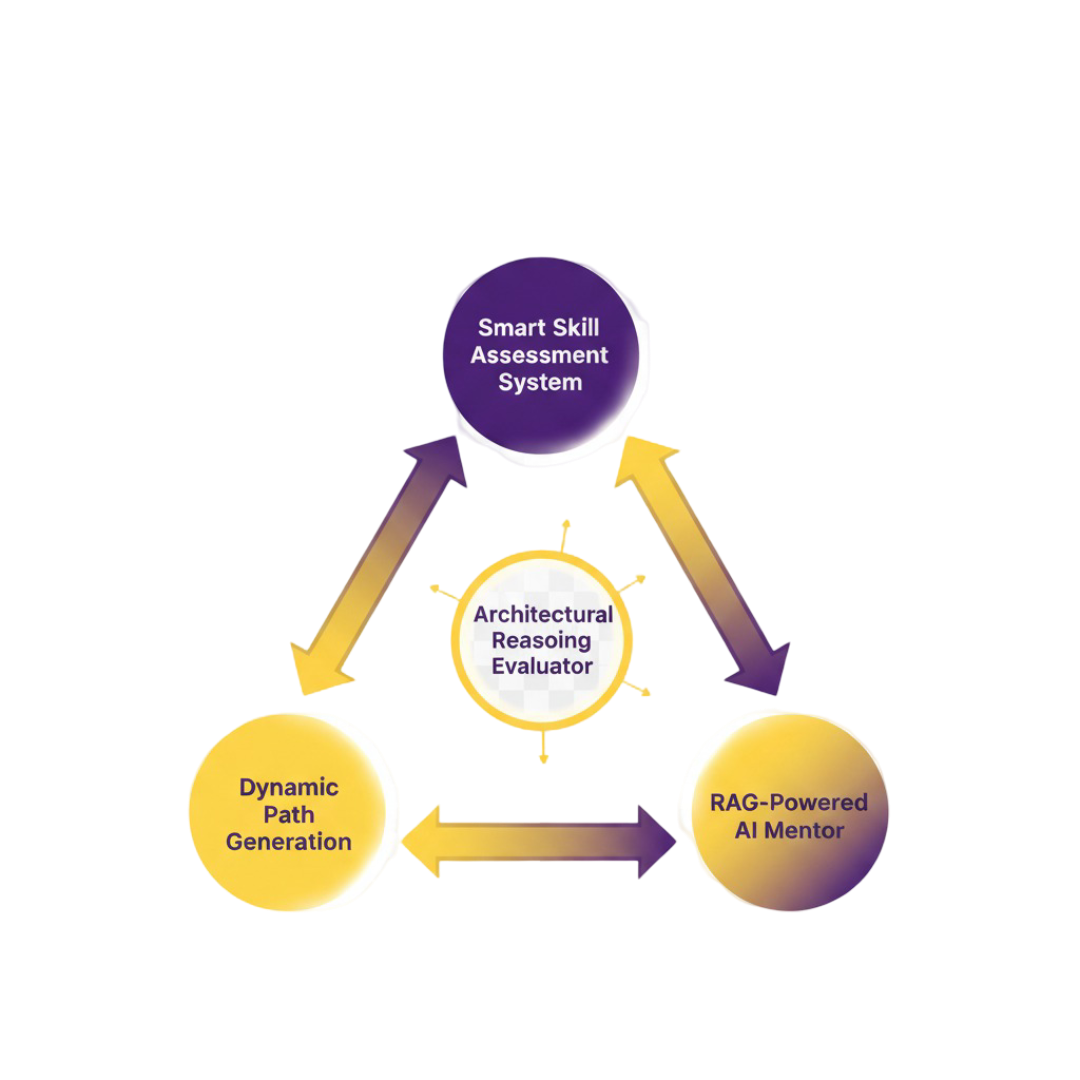 Smart Skill
Assessment
System
Architectural
Reasoing
Evaluator
Dynamic
Path
Generation
RAG-Powered
AI Mentor